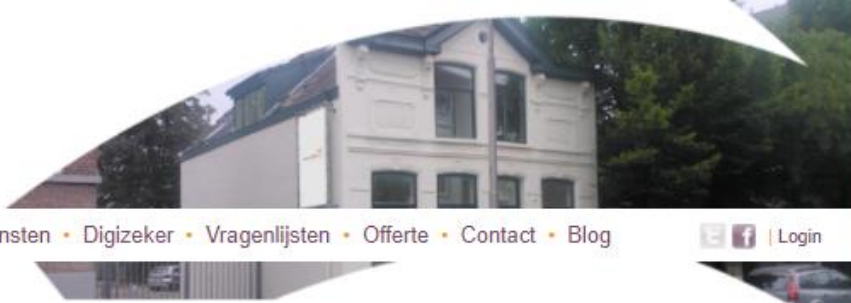 nsten • Digizeker • Vragenlijsten • Offerte • Contact • Blog | Login